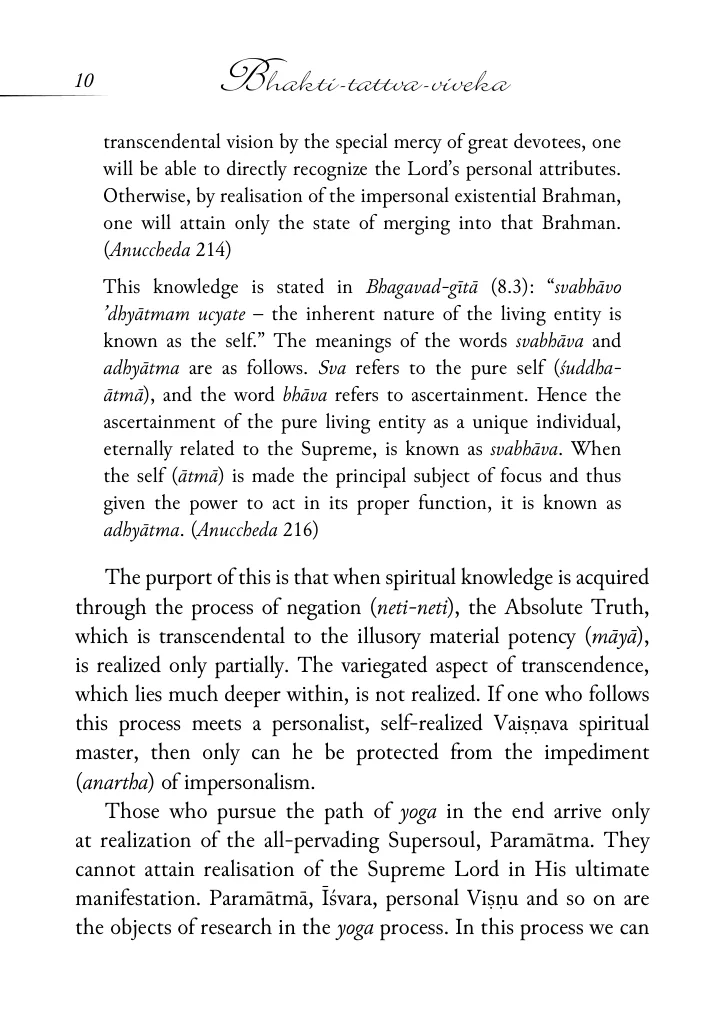 10
Bhakti-tattva-viveka
transcendental vision by the special mercy of great devotees, one
will be able to directly recognize the Lord's personal attributes.
Otherwise, by realisation of the impersonal existential Brahman,
one will attain only the state of merging into that Brahman.
(Anuccheda 214)
This knowledge is stated in Bhagavad-gītā (8.3): “svabhāvo
’dhyātmam ucyate – the inherent nature of the living entity is
known as the self.” The meanings of the words svabhāva and
adhyātma are as follows. Sva refers to the pure self (śuddha-
ātmā), and the word bhāva refers to ascertainment. Hence the
ascertainment of the pure living entity as a unique individual,
eternally related to the Supreme, is known as svabhāva. When
the self (ātmā) is made the principal subject of focus and thus
given the power to act in its proper function, it is known as
adhyātma. (Anuccheda 216)
The purport of this is that when spiritual knowledge is acquired
through the process of negation (neti-neti), the Absolute Truth,
which is transcendental to the illusory material potency (māyā),
is realized only partially. The variegated aspect of transcendence,
which lies much deeper within, is not realized. If one who follows
this process meets a personalist, self-realized Vaiṣṇava spiritual
master, then only can he be protected from the impediment
(anartha) of impersonalism.
Those who pursue the path of yoga in the end arrive only
at realization of the all-pervading Supersoul, Paramātma. They
cannot attain realisation of the Supreme Lord in His ultimate
manifestation. Paramātmā, Īśvara, personal Viṣṇu and so on are
the objects of research in the yoga process. In this process we can